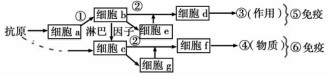 ① 细胞b ② 细胞d ③(作用) ⑤免疫
抗原 细胞a 淋巴 因子 细胞e
细胞c ② 细胞f ④(物质) ⑥免疫
细胞g